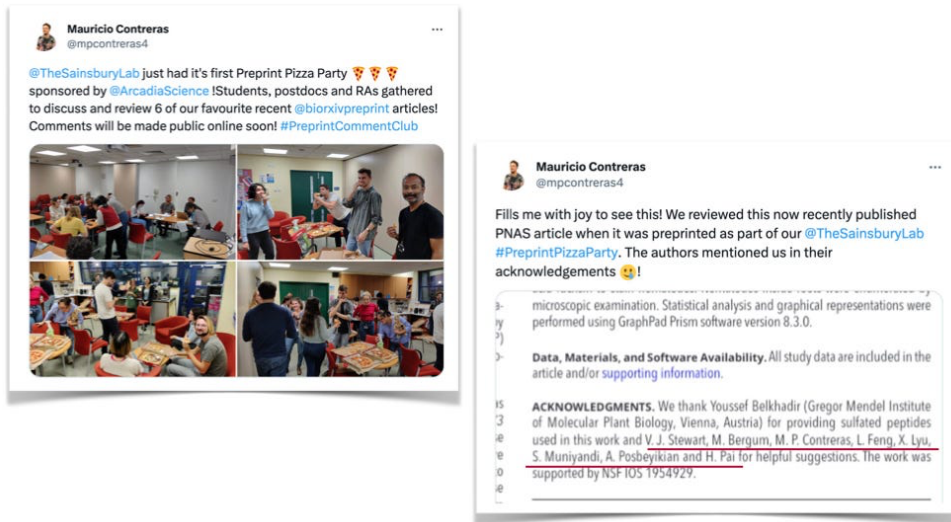 Mauricio Contreras
@mpcontreras4
@TheSainsburyLab just had it's first Preprint Pizza Party 🍕🍕🍕
sponsored by @ArcadiaScience !Students, postdocs and RAs gathered
to discuss and review 6 of our favourite recent @biorxivpreprint articles!
Comments will be made public online soon! #PreprintCommentClub
Mauricio Contreras
@mpcontreras4
Fills me with joy to see this! We reviewed this now recently published
PNAS article when it was preprinted as part of our @TheSainsburyLab
#PreprintPizzaParty. The authors mentioned us in their
acknowledgements 🥲!
microscopic examination. Statistical analysis and graphical representations were
performed using GraphPad Prism software version 8.3.0.
Data, Materials, and Software Availability. All study data are included in the
article and/or supporting information.
ACKNOWLEDGMENTS. We thank Youssef Belkhadir (Gregor Mendel Institute
of Molecular Plant Biology, Vienna, Austria) for providing sulfated peptides
used in this work and V. J. Stewart, M. Bergum, M. P. Contreras, L. Feng, X. Lyu,
S. Muniyandi, A. Posbeyikian and H. Pai for helpful suggestions. The work was
supported by NSF IOS 1954929.